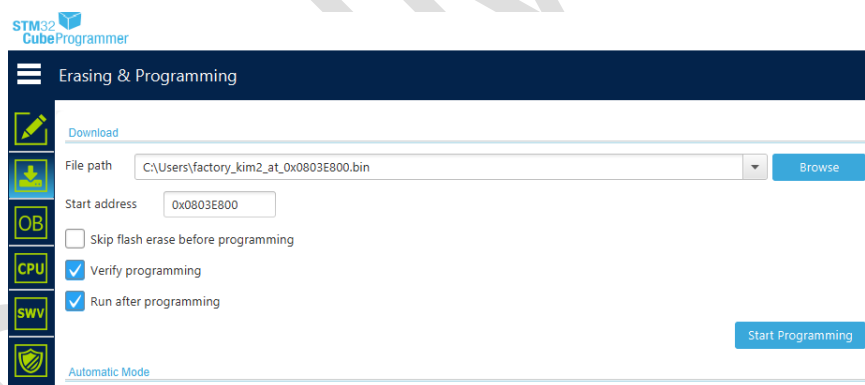 STM32
CubeProgrammer
Erasing & Programming
Download
File path C:\Users\factory_kim2_at_0x0803E800.bin Browse
Start address 0x0803E800
OB
Skip flash erase before programming
CPU
Verify programming
SWV
Run after programming
Start Programming
Automatic Mode